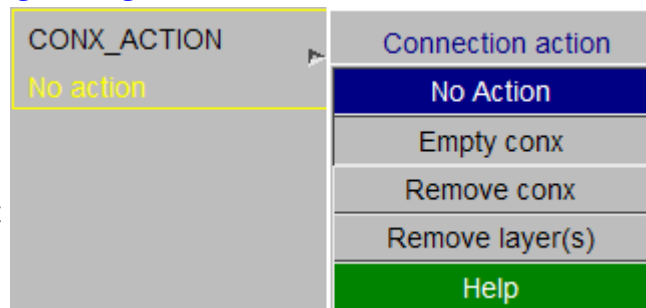 CONX_ACTION
No action
Connection action
No Action
Empty conx
Remove conx
Remove layer(s)
Help